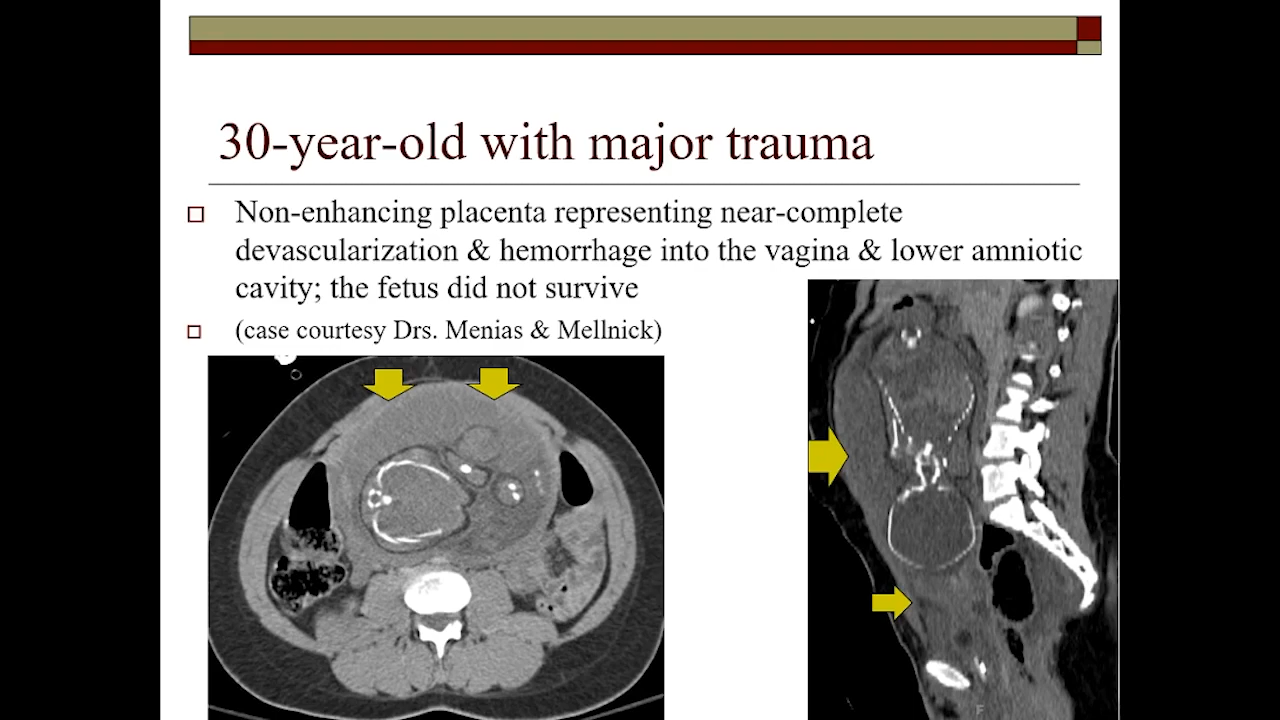 30-year-old with major trauma
Non-enhancing placenta representing near-complete
devascularization & hemorrhage into the vagina & lower amniotic
cavity; the fetus did not survive
(case courtesy Drs. Menias & Mellnick)
F